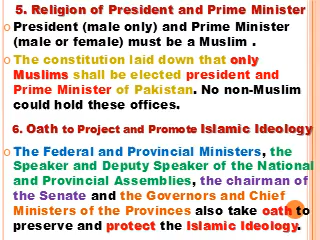 5. Religion of President and Prime Minister
President (male only) and Prime Minister
(male or female) must be a Muslim .
The constitution laid down that only
Muslims shall be elected president and
Prime Minister of Pakistan. No non-Muslim
could hold these offices.
6. Oath to Project and Promote Islamic Ideology
The Federal and Provincial Ministers, the
Speaker and Deputy Speaker of the National
and Provincial Assemblies, the chairman of
the Senate and the Governors and Chief
Ministers of the Provinces also take oath to
preserve and protect the Islamic Ideology.